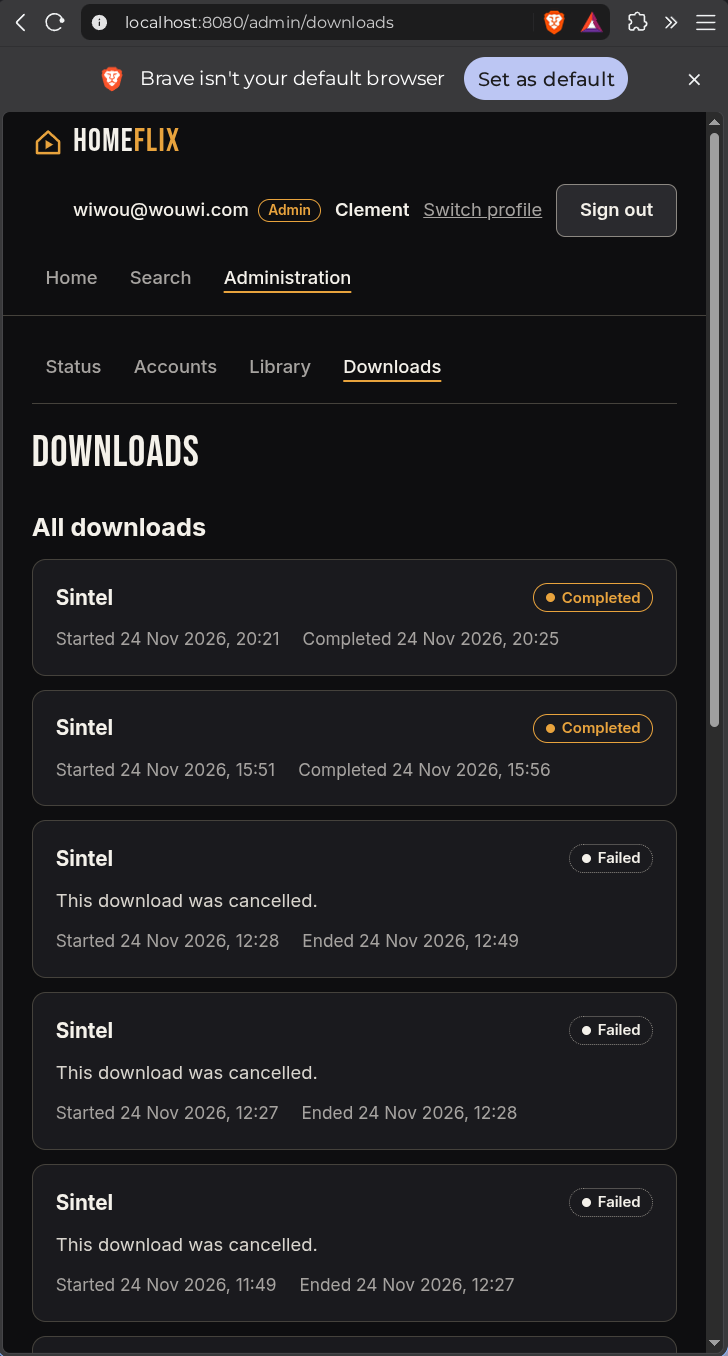 localhost:8080/admin/downloads
Brave isn't your default browser
Set as default
HOMEFLIX
wiwou@wouwi.com Admin Clement Switch profile Sign out
Home Search Administration
Status Accounts Library Downloads
DOWNLOADS
All downloads
Sintel Completed
Started 24 Nov 2026, 20:21 Completed 24 Nov 2026, 20:25
Sintel Completed
Started 24 Nov 2026, 15:51 Completed 24 Nov 2026, 15:56
Sintel Failed
This download was cancelled.
Started 24 Nov 2026, 12:28 Ended 24 Nov 2026, 12:49
Sintel Failed
This download was cancelled.
Started 24 Nov 2026, 12:27 Ended 24 Nov 2026, 12:28
Sintel Failed
This download was cancelled.
Started 24 Nov 2026, 11:49 Ended 24 Nov 2026, 12:27